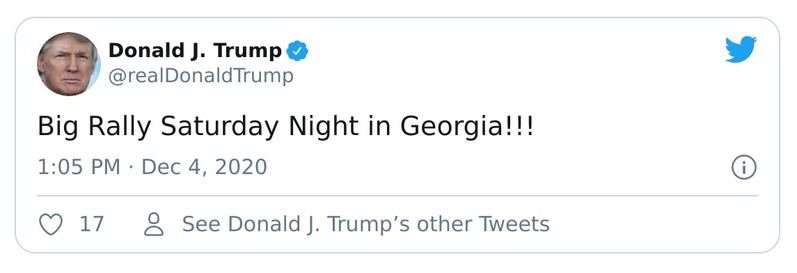 Donald J. Trump
@realDonaldTrump
Big Rally Saturday Night in Georgia!!!
1:05 PM · Dec 4, 2020
17 See Donald J. Trump’s other Tweets